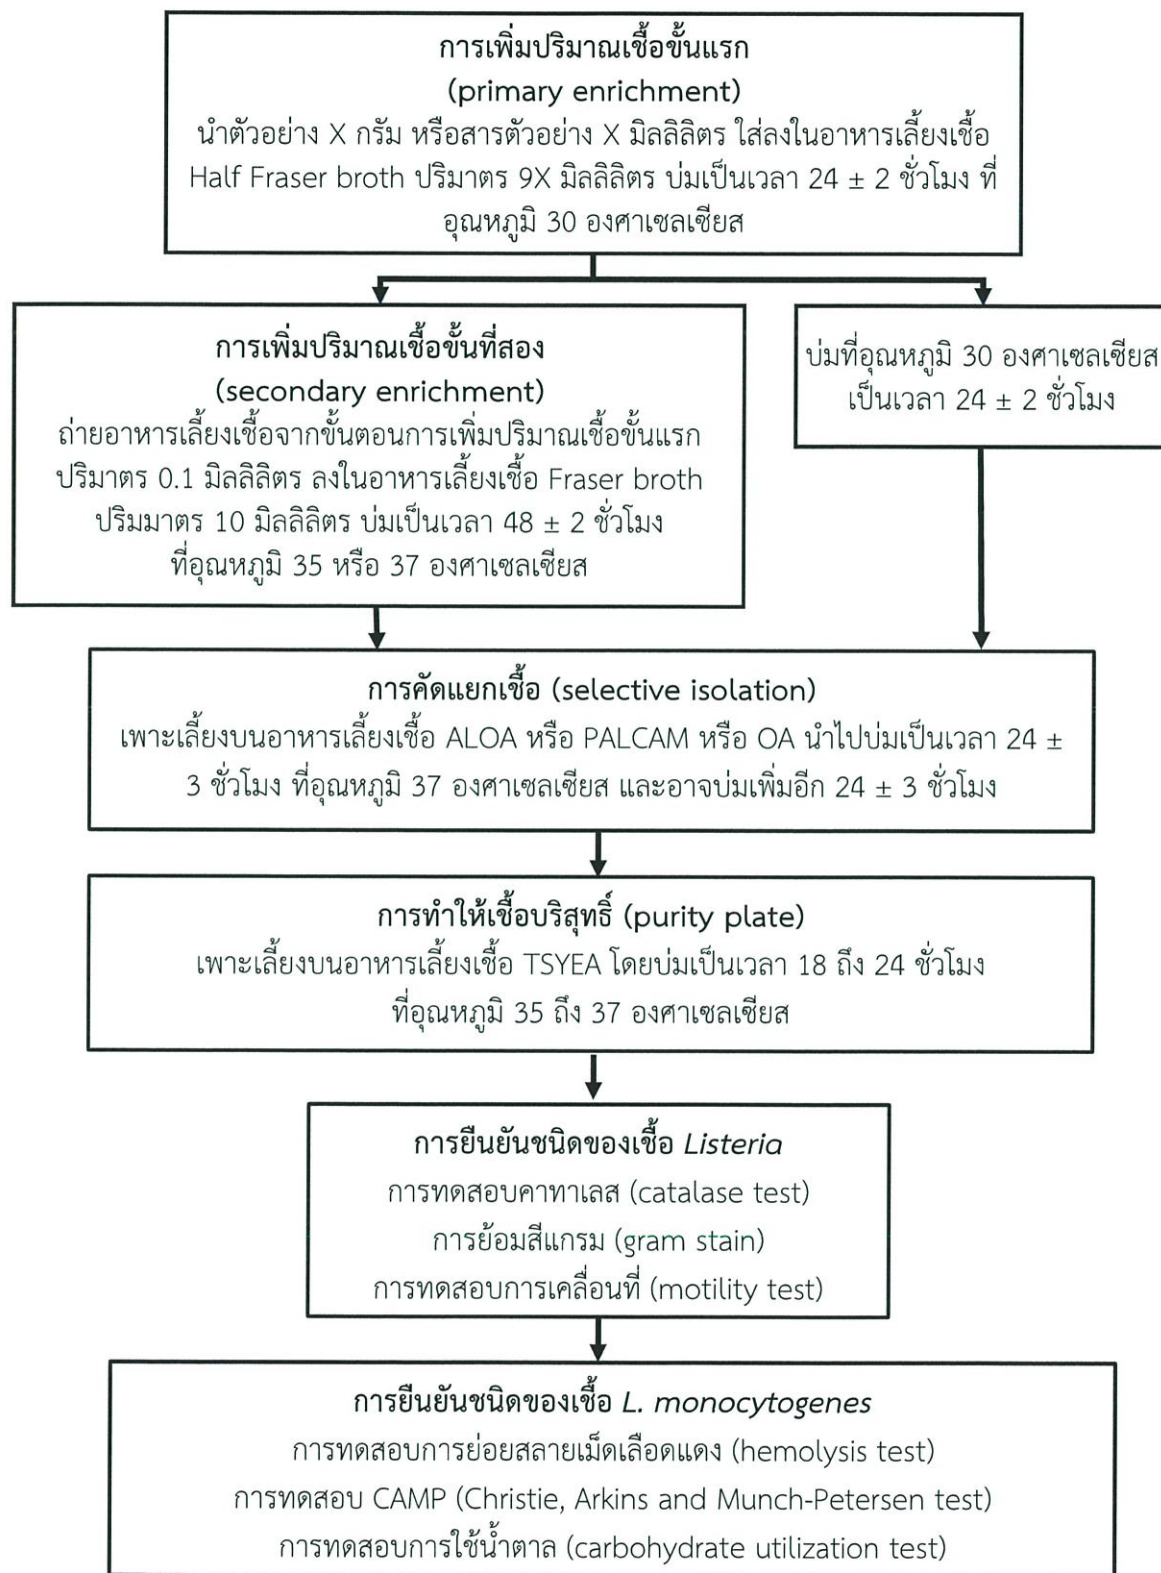 การเพิ่มปริมาณเชื้อขั้นแรก
(primary enrichment)
นำตัวอย่าง X กรัม หรือสารตัวอย่าง X มิลลิลิตร ใส่ลงในอาหารเลี้ยงเชื้อ
Half Fraser broth ปริมาตร 9X มิลลิลิตร บ่มเป็นเวลา 24 ± 2 ชั่วโมง ที่
อุณหภูมิ 30 องศาเซลเซียส
การเพิ่มปริมาณเชื้อขั้นที่สอง
(secondary enrichment)
ถ่ายอาหารเลี้ยงเชื้อจากขั้นตอนการเพิ่มปริมาณเชื้อขั้นแรก
ปริมาตร 0.1 มิลลิลิตร ลงในอาหารเลี้ยงเชื้อ Fraser broth
ปริมมาตร 10 มิลลิลิตร บ่มเป็นเวลา 48 ± 2 ชั่วโมง
ที่อุณหภูมิ 35 หรือ 37 องศาเซลเซียส
บ่มที่อุณหภูมิ 30 องศาเซลเซียส
เป็นเวลา 24 ± 2 ชั่วโมง
การคัดแยกเชื้อ (selective isolation)
เพาะเลี้ยงบนอาหารเลี้ยงเชื้อ ALOA หรือ PALCAM หรือ OA นำไปบ่มเป็นเวลา 24 ±
3 ชั่วโมง ที่อุณหภูมิ 37 องศาเซลเซียส และอาจบ่มเพิ่มอีก 24 ± 3 ชั่วโมง
การทำให้เชื้อบริสุทธิ์ (purity plate)
เพาะเลี้ยงบนอาหารเลี้ยงเชื้อ TSYEA โดยบ่มเป็นเวลา 18 ถึง 24 ชั่วโมง
ที่อุณหภูมิ 35 ถึง 37 องศาเซลเซียส
การยืนยันชนิดของเชื้อ Listeria
การทดสอบคาทาเลส (catalase test)
การย้อมสีแกรม (gram stain)
การทดสอบการเคลื่อนที่ (motility test)
การยืนยันชนิดของเชื้อ L. monocytogenes
การทดสอบการย่อยสลายเม็ดเลือดแดง (hemolysis test)
การทดสอบ CAMP (Christie, Arkins and Munch-Petersen test)
การทดสอบการใช้น้ำตาล (carbohydrate utilization test)